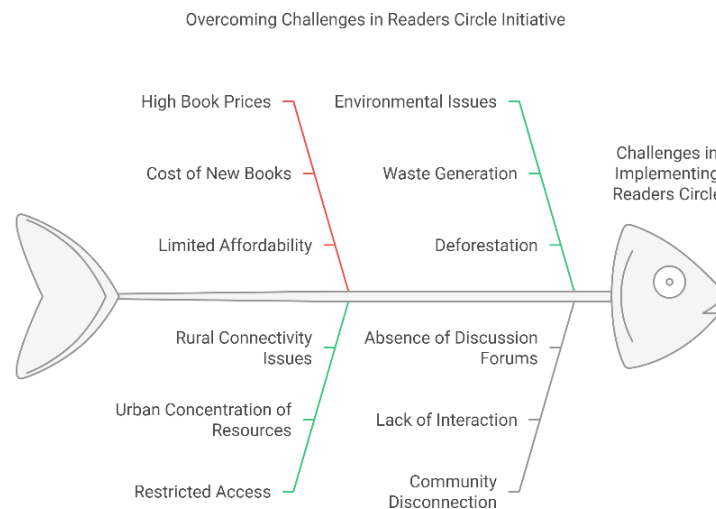 Overcoming Challenges in Readers Circle Initiative
High Book Prices
Cost of New Books
Limited Affordability
Environmental Issues
Waste Generation
Deforestation
Challenges in
Implementing
Readers Circle
Rural Connectivity
Issues
Urban Concentration of
Resources
Restricted Access
Absence of Discussion
Forums
Lack of Interaction
Community
Disconnection